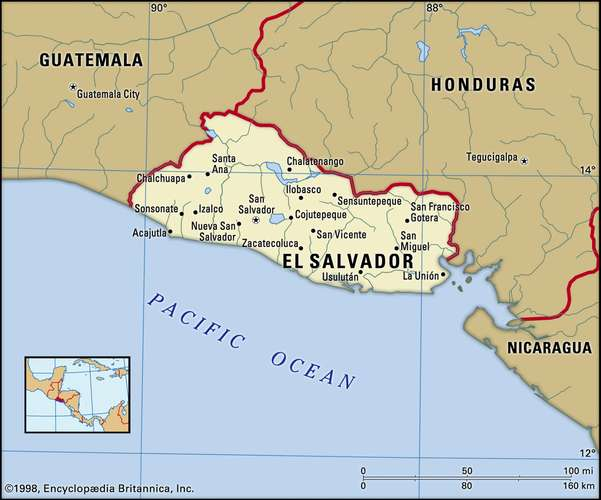 90°
88°
GUATEMALA
Guatemala City
HONDURAS
Tegucigalpa
14°
Chalatenango
Santa
Ana
Chalchuapa
Ilobasco
Sensuntepeque
San Francisco
Gotera
Sonsonate
Izalco
San
Salvador
Cojutepeque
Acajutla
Nueva San
Salvador
San Vicente
Zacatecoluca
San
Miguel
EL SALVADOR
Usulután
La Unión
PACIFIC OCEAN
NICARAGUA
12°
0 50 100 mi
0 80 160 km
©1998, Encyclopædia Britannica, Inc.